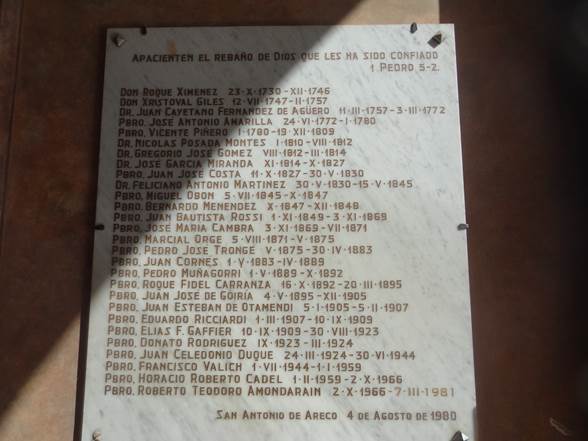 APACIENTEN EL REBAÑO DE DIOS QUE LES HA SIDO CONFIADO
1 PEDRO 5-2.
DON ROQUE XIMENEZ 23·X·1730-XII·1746
DON XRISTOVAL GILES 12·VII·1747-II·1757
DR. JUAN CAYETANO FERNANDEZ DE AGÜERO 11·III·1757-3·III·1772
PBRO. JOSÉ ANTONIO AMARILLA 24·VI·1772-I·1780
PBRO. VICENTE PIÑERO I·1780-19·XII·1809
DR. NICOLAS POSADA MONTES I·1810-VIII·1812
DR. GREGORIO JOSÉ GOMEZ VIII·1812-III·1814
DR. JOSÉ GARCIA MIRANDA XI·1814-X·1827
PBRO. JUAN JOSÉ COSTA 11·X·1827-30·V·1830
DR. FELICIANO ANTONIO MARTINEZ 30·V·1830-15·V·1845
PBRO. MIGUEL OBON 5·VII·1845-X·1847
PBRO. BERNARDO MENENDEZ X·1847-XII·1848
PBRO. JUAN BAUTISTA ROSSI 1·XI·1849-3·XI·1869
PBRO. JOSÉ MARIA CAMBRA 3·XI·1869-VII·1871
PBRO. MARCIAL ORGE 5·VIII·1871-V·1875
PBRO. PEDRO JOSÉ TRONGÉ V·1875-30·IV·1883
PBRO. JUAN CORNES 1·V·1883-IV·1889
PBRO. PEDRO MUÑAGORRI 1·V·1889-X·1892
PBRO. ROQUE FIDEL CARRANZA 16·X·1892-20·III·1895
PBRO. JUAN JOSÉ DE GOIRIA 4·V·1895-XII·1905
PBRO. JUAN ESTEBAN DE OTAMENDI 5·I·1905-5·II·1907
PBRO. EDUARDO RICCIARDI 1·III·1907-10·IX·1909
PBRO. ELIAS F. GAFFIER 10·IX·1909-30·VIII·1923
PBRO. DONATO RODRIGUEZ IX·1923-III·1924
PBRO. JUAN CELEDONIO DUQUE 24·III·1924-30·VI·1944
PBRO. FRANCISCO VALICH 1·VII·1944-1·I·1959
PBRO. HORACIO ROBERTO CADEL 1·II·1959-2·X·1966
PBRO. ROBERTO TEODORO AMONDARAIN 2·X·1966-7·III·1981
SAN ANTONIO DE ARECO 4 DE AGOSTO DE 1980